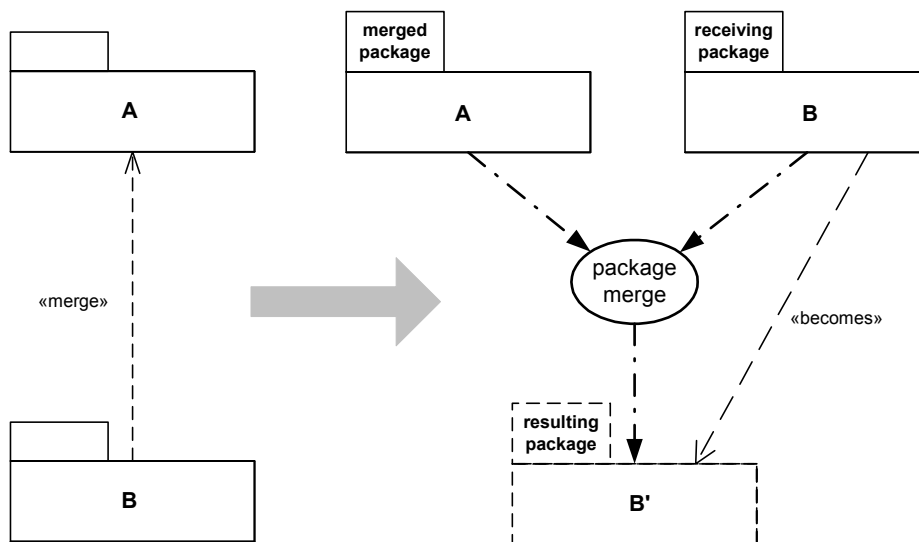 A
«merge»
B
merged
package
A
receiving
package
B
package
merge
«becomes»
resulting
package
B'